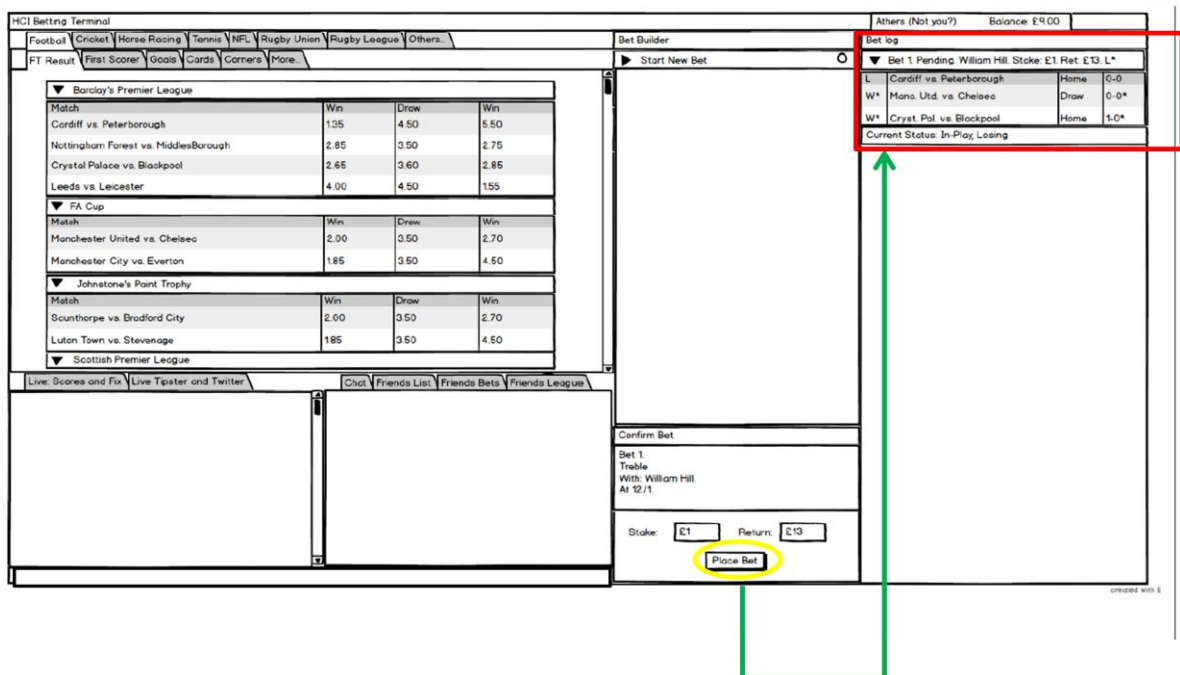 HCI Betting Terminal
Athers (Not you?) Balance: £9.00
Football Cricket Horse Racing Tennis NFL Rugby Union Rugby League Others...
FT Result First Scorer Goals Cards Corners More...
Barclay's Premier League
Match Win Draw Win
Cardiff vs. Peterborough 1.35 4.50 5.50
Nottingham Forest vs. MiddlesBorough 2.85 3.50 2.75
Crystal Palace vs. Blackpool 2.65 3.60 2.85
Leeds vs. Leicester 4.00 4.50 1.55
FA Cup
Match Win Draw Win
Manchester United vs. Chelsea 2.00 3.50 2.70
Manchester City vs. Everton 1.85 3.50 4.50
Johnstone's Paint Trophy
Match Win Draw Win
Scunthorpe vs. Bradford City 2.00 3.50 2.70
Luton Town vs. Stevenage 1.85 3.50 4.50
Scottish Premier League
Live: Scores and Fix Live Tipster and Twitter
Chat Friends List Friends Bets Friends League
Bet Builder
Start New Bet
Confirm Bet
Bet 1.
Treble
With: William Hill.
At 12/1.
Stake: £1 Return: £13
Place Bet
Bet log
Bet 1. Pending. William Hill. Stake: £1. Ret: £13. L*
L Cardiff vs. Peterborough Home 0-0
W* Manc. Utd. vs. Chelsea Draw 0-0*
W* Cryst. Pal. vs. Blackpool Home 1-0*
Current Status: In-Play, Losing
created with B